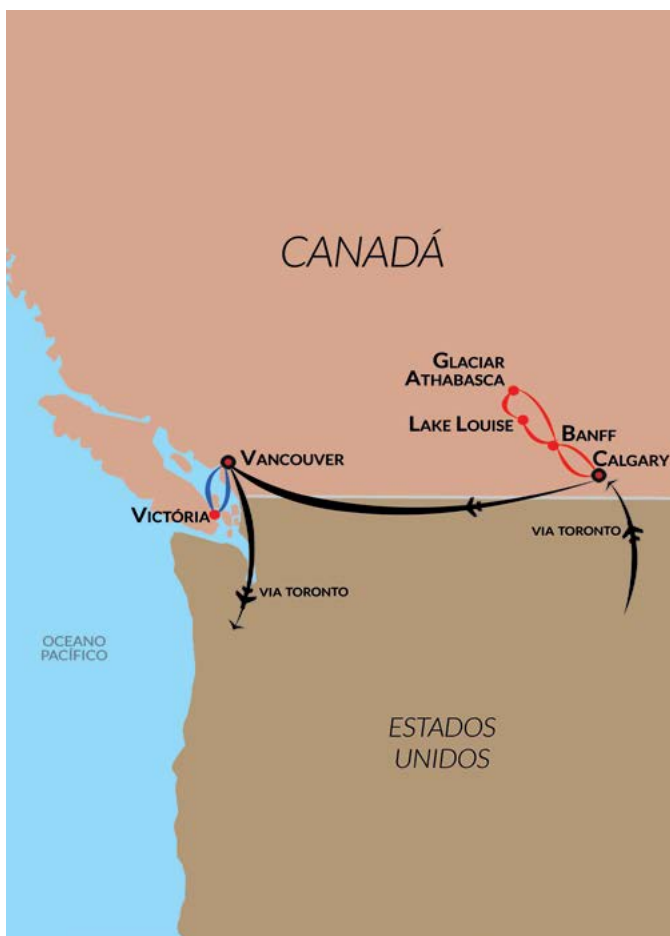 CANADÁ
GLACIAR
ATHABASCA
LAKE LOUISE
BANFF
CALGARY
VANCOUVER
VICTÓRIA
VIA TORONTO
VIA TORONTO
OCEANO
PACÍFICO
ESTADOS
UNIDOS